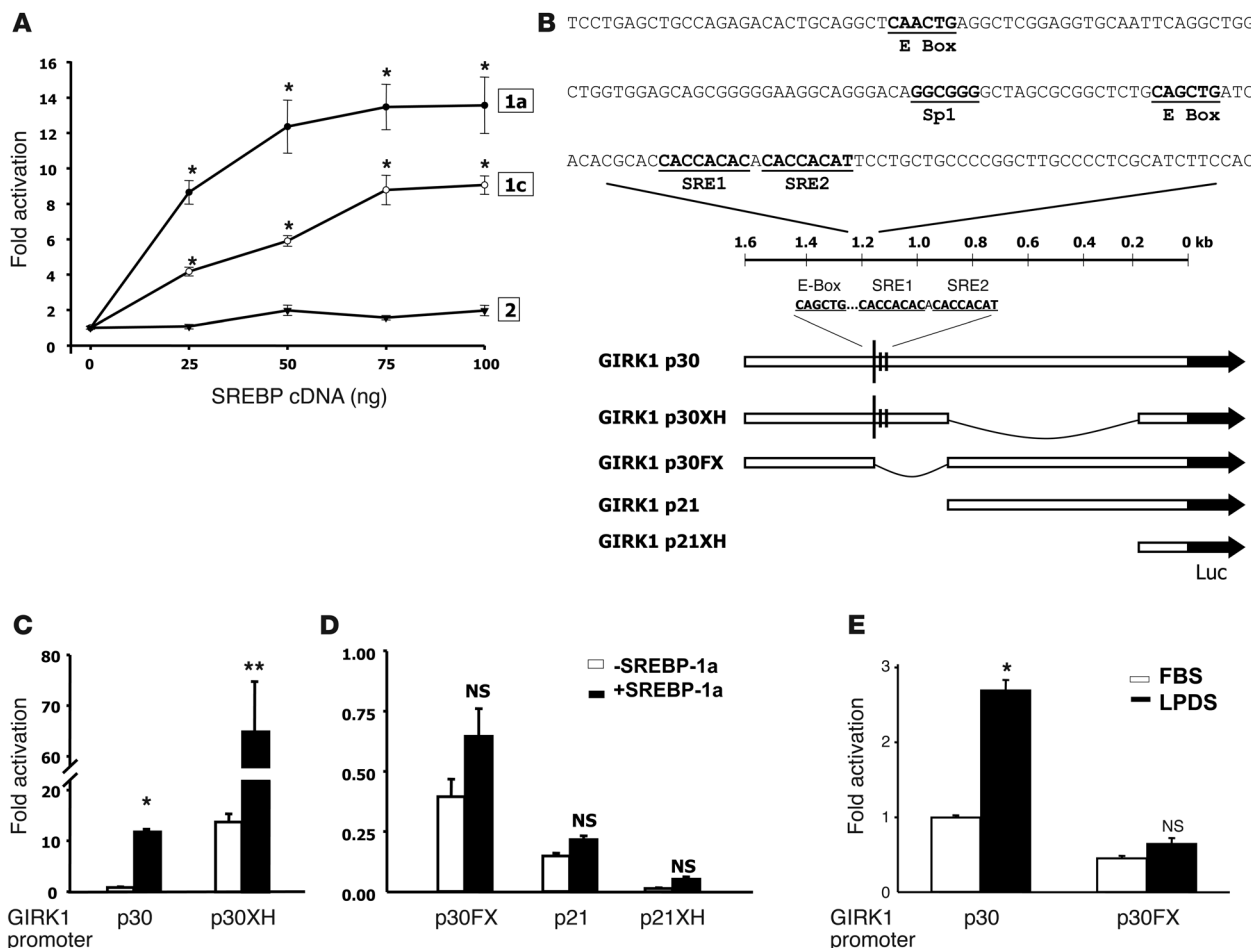 A
Fold activation
16
14
12
10
8
6
4
2
0
*
*
*
*
1a
*
*
*
*
1c
2
0
25
50
75
100
SREBP cDNA (ng)
B
TCCTGAGCTGCCAGAGACACTGCAGGCTCAACTGAGGCTCGGAGGTGCAATTCAGGCTGG
E Box
CTGGTGGAGCAGCGGGGGAAGGCAGGGACAGGCGGGGCTAGCGCGGCTCTGCAGCTGATC
Sp1
E Box
ACACGCACCACCACACACACCACATTCCTGCTGCCCCGGCTTGCCCCTCGCATCTTCCAC
SRE1
SRE2
1.6
1.4
1.2
1.0
0.8
0.6
0.4
0.2
0 kb
E-Box
SRE1
SRE2
CAGCTG...CACCACACACACCACAT
GIRK1 p30
GIRK1 p30XH
GIRK1 p30FX
GIRK1 p21
GIRK1 p21XH
Luc
C
Fold activation
80
70
60
20
10
0
*
**
GIRK1 promoter
p30
p30XH
D
1.00
0.75
0.50
0.25
0.00
NS
NS
NS
-SREBP-1a
+SREBP-1a
p30FX
p21
p21XH
E
Fold activation
3
2
1
0
*
NS
FBS
LPDS
GIRK1 promoter
p30
p30FX